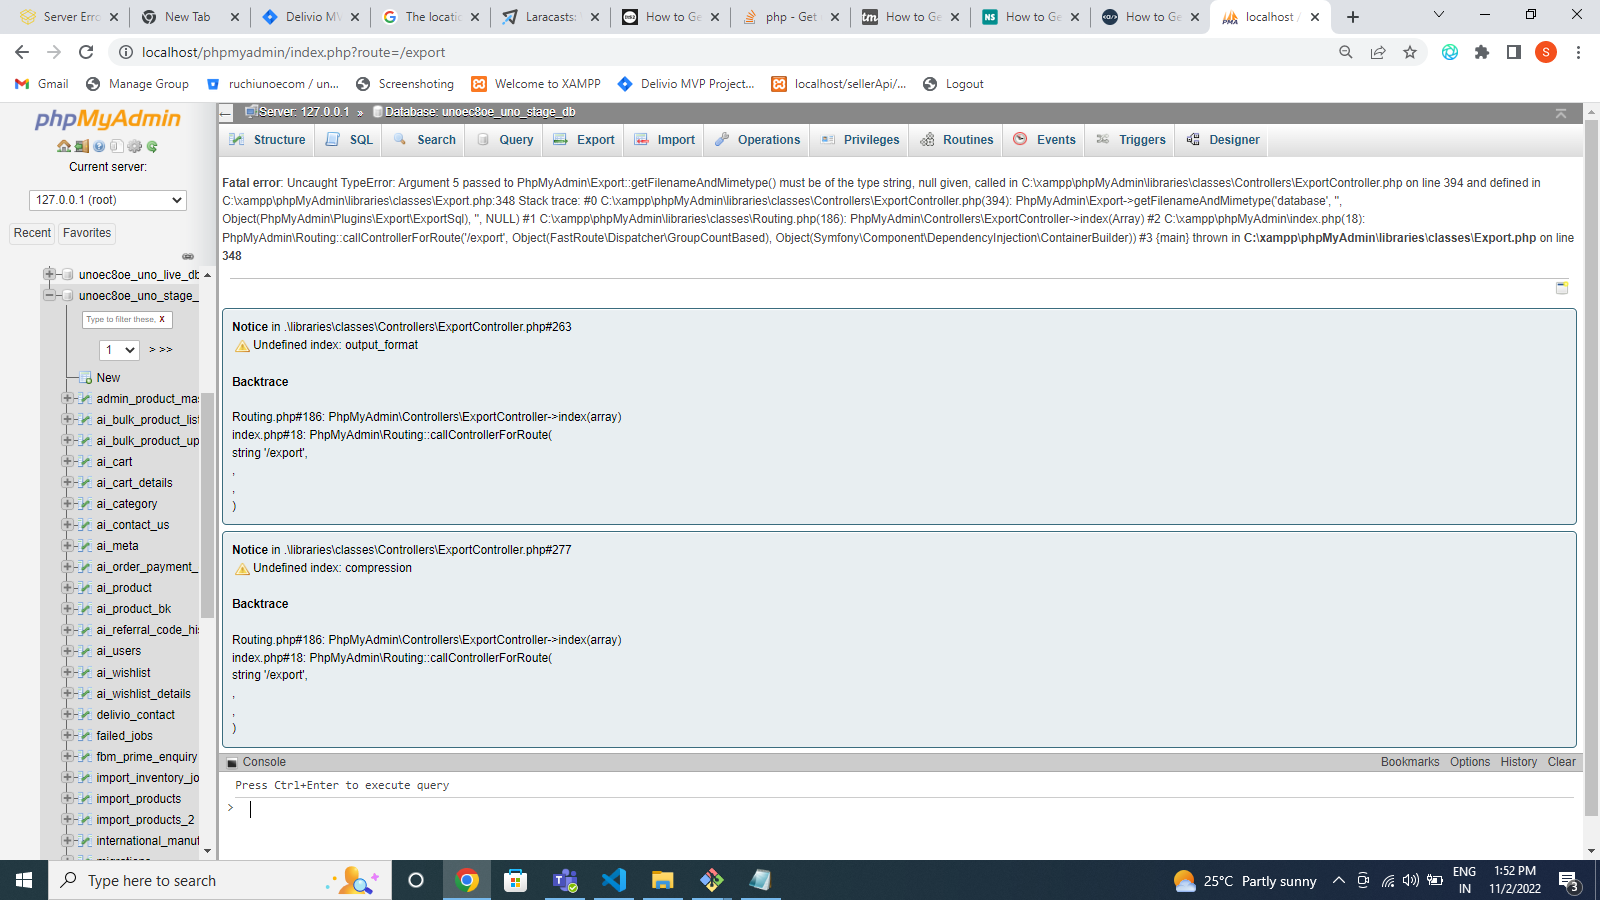 Server Erro
New Tab
Delivio MV
The locatio
Laracasts:
How to Ge
php - Get
How to Ge
How to Ge
How to Ge
localhost /
localhost/phpmyadmin/index.php?route=/export
S
Gmail
Manage Group
ruchiunoecom / un...
Screenshoting
Welcome to XAMPP
Delivio MVP Project...
localhost/sellerApi/...
Logout
phpMyAdmin
Current server:
127.0.0.1 (root)
Recent
Favorites
unoec8oe_uno_live_db
unoec8oe_uno_stage_
Type to filter these, X
1
> >>
New
admin_product_mas
ai_bulk_product_list
ai_bulk_product_up
ai_cart
ai_cart_details
ai_category
ai_contact_us
ai_meta
ai_order_payment_
ai_product
ai_product_bk
ai_referral_code_his
ai_users
ai_wishlist
ai_wishlist_details
delivio_contact
failed_jobs
fbm_prime_enquiry
import_inventory_jo
import_products
import_products_2
international_manuf
migrations
Server: 127.0.0.1 » Database: unoec8oe_uno_stage_db
Structure
SQL
Search
Query
Export
Import
Operations
Privileges
Routines
Events
Triggers
Designer
Fatal error: Uncaught TypeError: Argument 5 passed to PhpMyAdmin\Export::getFilenameAndMimetype() must be of the type string, null given, called in C:\xampp\phpMyAdmin\libraries\classes\Controllers\ExportController.php on line 394 and defined in
C:\xampp\phpMyAdmin\libraries\classes\Export.php:348 Stack trace: #0 C:\xampp\phpMyAdmin\libraries\classes\Controllers\ExportController.php(394): PhpMyAdmin\Export->getFilenameAndMimetype('database', '',
Object(PhpMyAdmin\Plugins\Export\ExportSql), '', NULL) #1 C:\xampp\phpMyAdmin\libraries\classes\Routing.php(186): PhpMyAdmin\Controllers\ExportController->index(Array) #2 C:\xampp\phpMyAdmin\index.php(18):
PhpMyAdmin\Routing::callControllerForRoute('/export', Object(FastRoute\Dispatcher\GroupCountBased), Object(Symfony\Component\DependencyInjection\ContainerBuilder)) #3 {main} thrown in C:\xampp\phpMyAdmin\libraries\classes\Export.php on line
348
Notice in .\libraries\classes\Controllers\ExportController.php#263
Undefined index: output_format
Backtrace
Routing.php#186: PhpMyAdmin\Controllers\ExportController->index(array)
index.php#18: PhpMyAdmin\Routing::callControllerForRoute(
string '/export',
,
,
)
Notice in .\libraries\classes\Controllers\ExportController.php#277
Undefined index: compression
Backtrace
Routing.php#186: PhpMyAdmin\Controllers\ExportController->index(array)
index.php#18: PhpMyAdmin\Routing::callControllerForRoute(
string '/export',
,
,
)
Console
Bookmarks
Options
History
Clear
Press Ctrl+Enter to execute query
>
Type here to search
25°C Partly sunny
ENG
IN
1:52 PM
11/2/2022
3